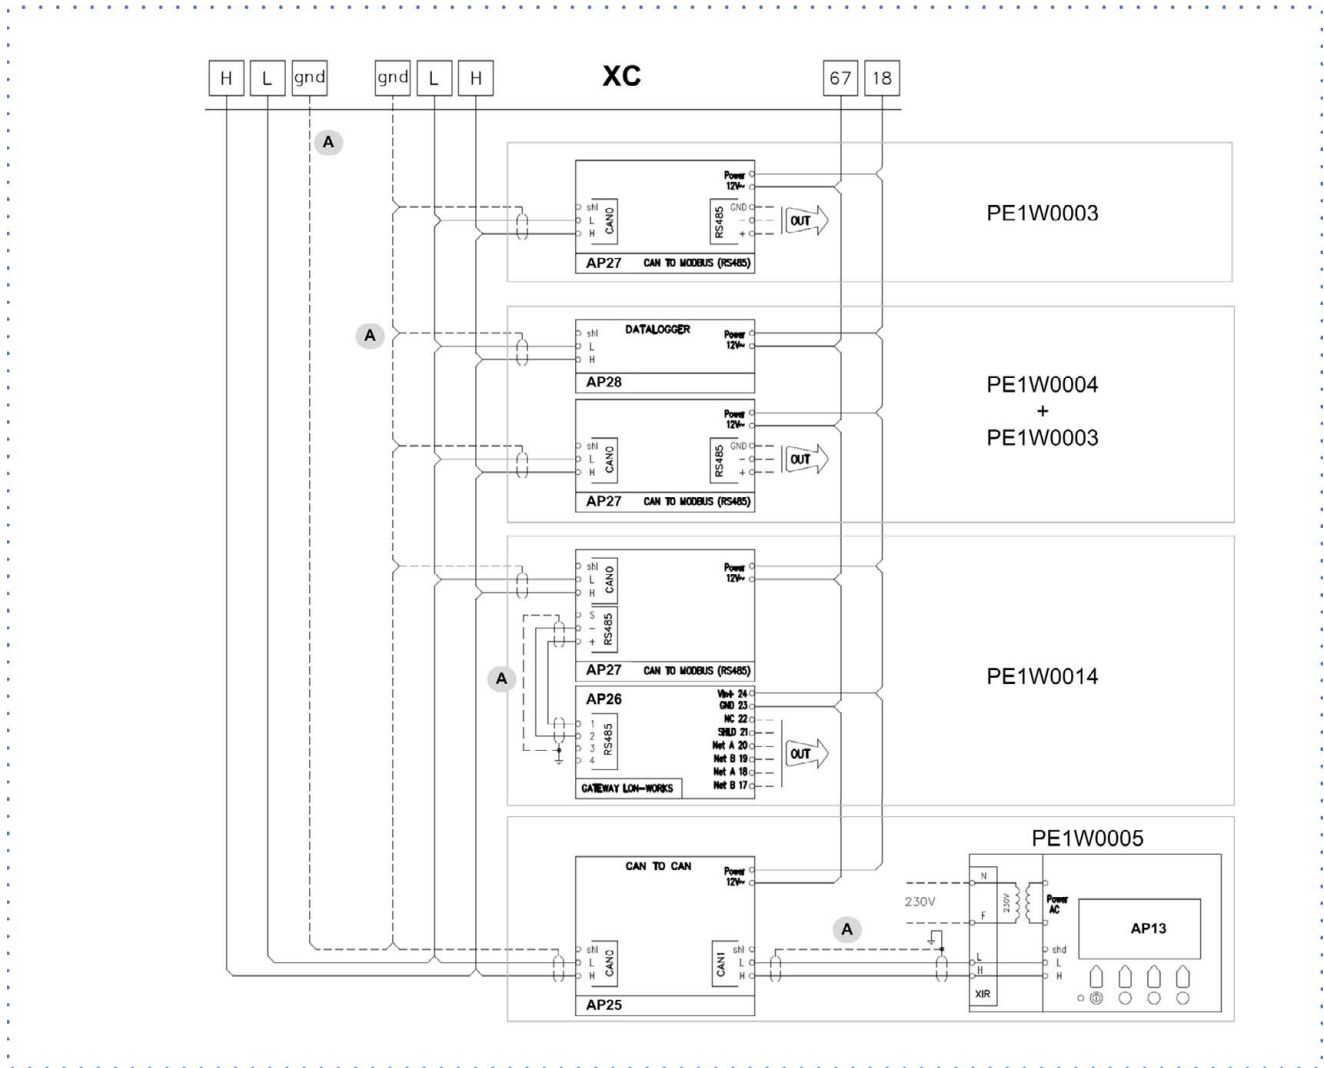 H L gnd gnd L H XC 67 18
A
Power
12V~
shl
L
H
CAN0
RS485
GND
-
+
OUT
AP27 CAN TO MODBUS (RS485)
PE1W0003
A
DATALOGGER
shl
L
H
Power
12V~
AP28
Power
12V~
shl
L
H
CAN0
RS485
GND
-
+
OUT
AP27 CAN TO MODBUS (RS485)
PE1W0004
+
PE1W0003
shl
L
H
CAN0
Power
12V~
S
-
+
RS485
AP27 CAN TO MODBUS (RS485)
A
AP26
1
2
3
4
RS485
Vin+ 24
GND 23
NC 22
SHILD 21
Net A 20
Net B 19
Net A 18
Net B 17
OUT
GATEWAY LON-WORKS
PE1W0014
PE1W0005
CAN TO CAN
Power
12V~
shl
L
H
CAN0
CAN1
shl
L
H
AP25
A
230V
N
F
L
H
XIR
230V
Power
AC
shd
L
H
AP13